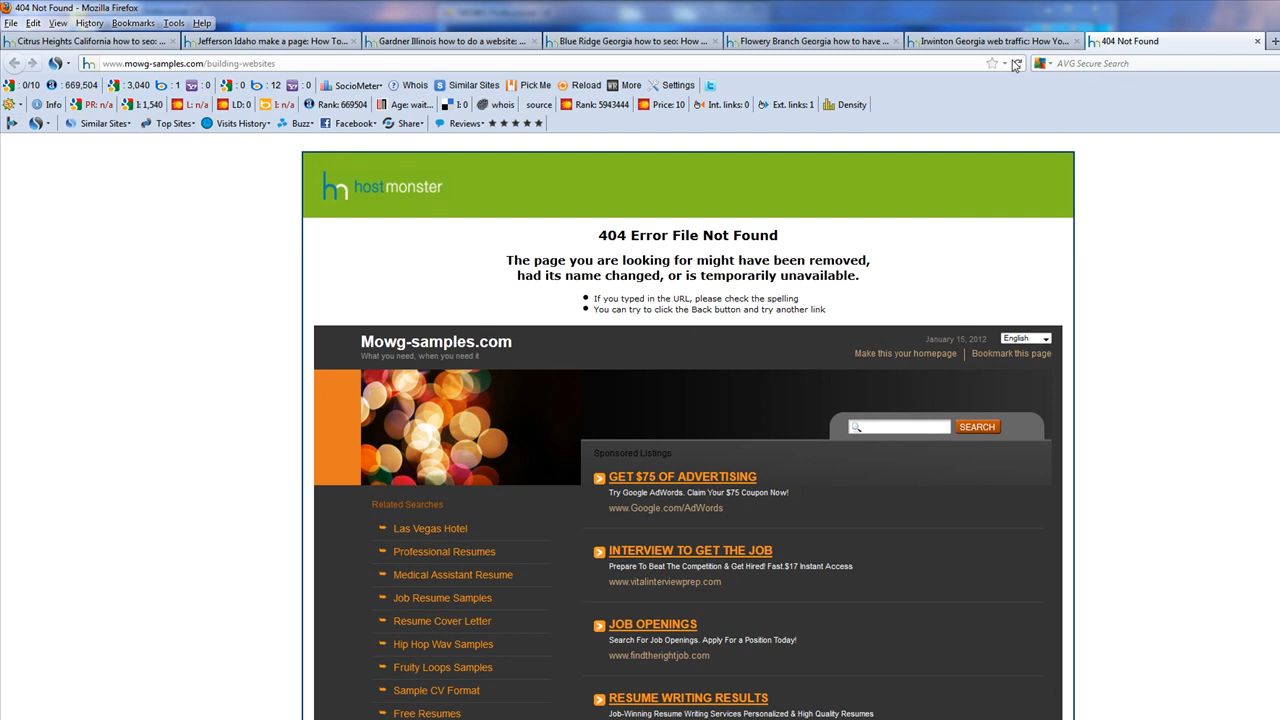 404 Not Found - Mozilla Firefox
File Edit View History Bookmarks Tools Help
Citrus Heights California how to seo: ... × Jefferson Idaho make a page: How To... × Gardner Illinois how to do a website: ... × Blue Ridge Georgia how to seo: How ... × Flowery Branch Georgia how to have ... × Irwinton Georgia web traffic: How Yo... × 404 Not Found ×
www.mowg-samples.com/building-websites AVG Secure Search
: 0/10 : 669,504 : 3,040 : 1 : 0 : 0 : 12 : 0 SocioMeter Whois Similar Sites Pick Me Reload More Settings
Info PR: n/a I: 1,540 L: n/a LD: 0 I: n/a Rank: 669504 Age: wait... I: 0 whois source Rank: 5943444 Price: 10 Int. links: 0 Ext. links: 1 Density
Similar Sites Top Sites Visits History Buzz Facebook Share Reviews
hostmonster
404 Error File Not Found
The page you are looking for might have been removed,
had its name changed, or is temporarily unavailable.
If you typed in the URL, please check the spelling
You can try to click the Back button and try another link
Mowg-samples.com
What you need, when you need it
January 15, 2012 English
Make this your homepage | Bookmark this page
SEARCH
Sponsored Listings
GET $75 OF ADVERTISING
Try Google AdWords. Claim Your $75 Coupon Now!
www.Google.com/AdWords
INTERVIEW TO GET THE JOB
Prepare To Beat The Competition & Get Hired! Fast.$17 Instant Access
www.vitalinterviewprep.com
JOB OPENINGS
Search For Job Openings. Apply For a Position Today!
www.findtherightjob.com
RESUME WRITING RESULTS
Job-Winning Resume Writing Services Personalized & High Quality Resumes
Related Searches
Las Vegas Hotel
Professional Resumes
Medical Assistant Resume
Job Resume Samples
Resume Cover Letter
Hip Hop Wav Samples
Fruity Loops Samples
Sample CV Format
Free Resumes